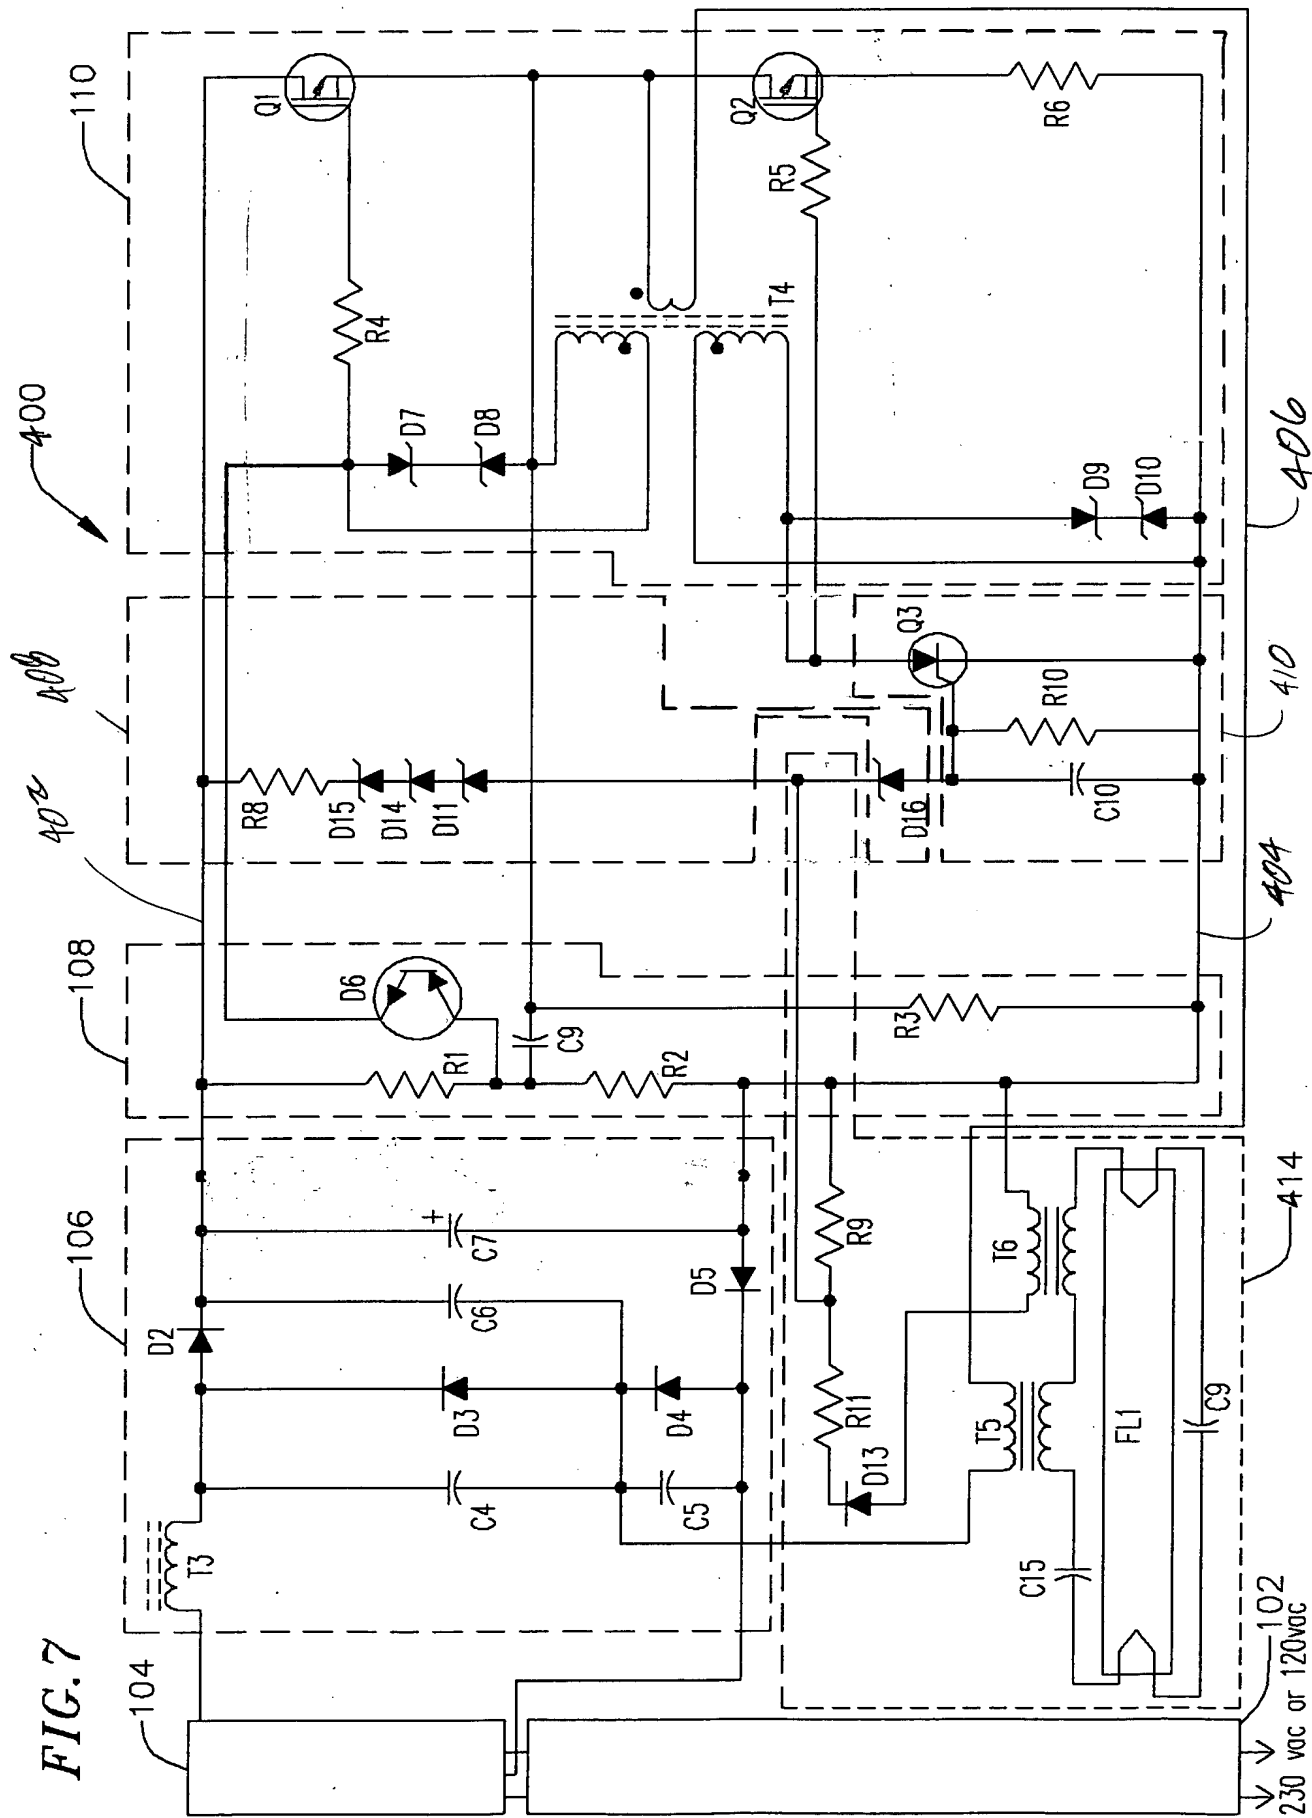 FIG.7
400
110
Q1
R4
D7
D8
Q2
R5
R6
T4
D9
D10
406
408
402
R8
D15
D14
D11
D16
Q3
R10
C10
410
404
108
D6
R1
C9
R2
R3
106
T3
D2
C4
D3
C6
+
C7
C5
D4
D5
R9
R11
D13
T6
T5
C15
FL1
C9
414
104
102
230 vac or 120vac